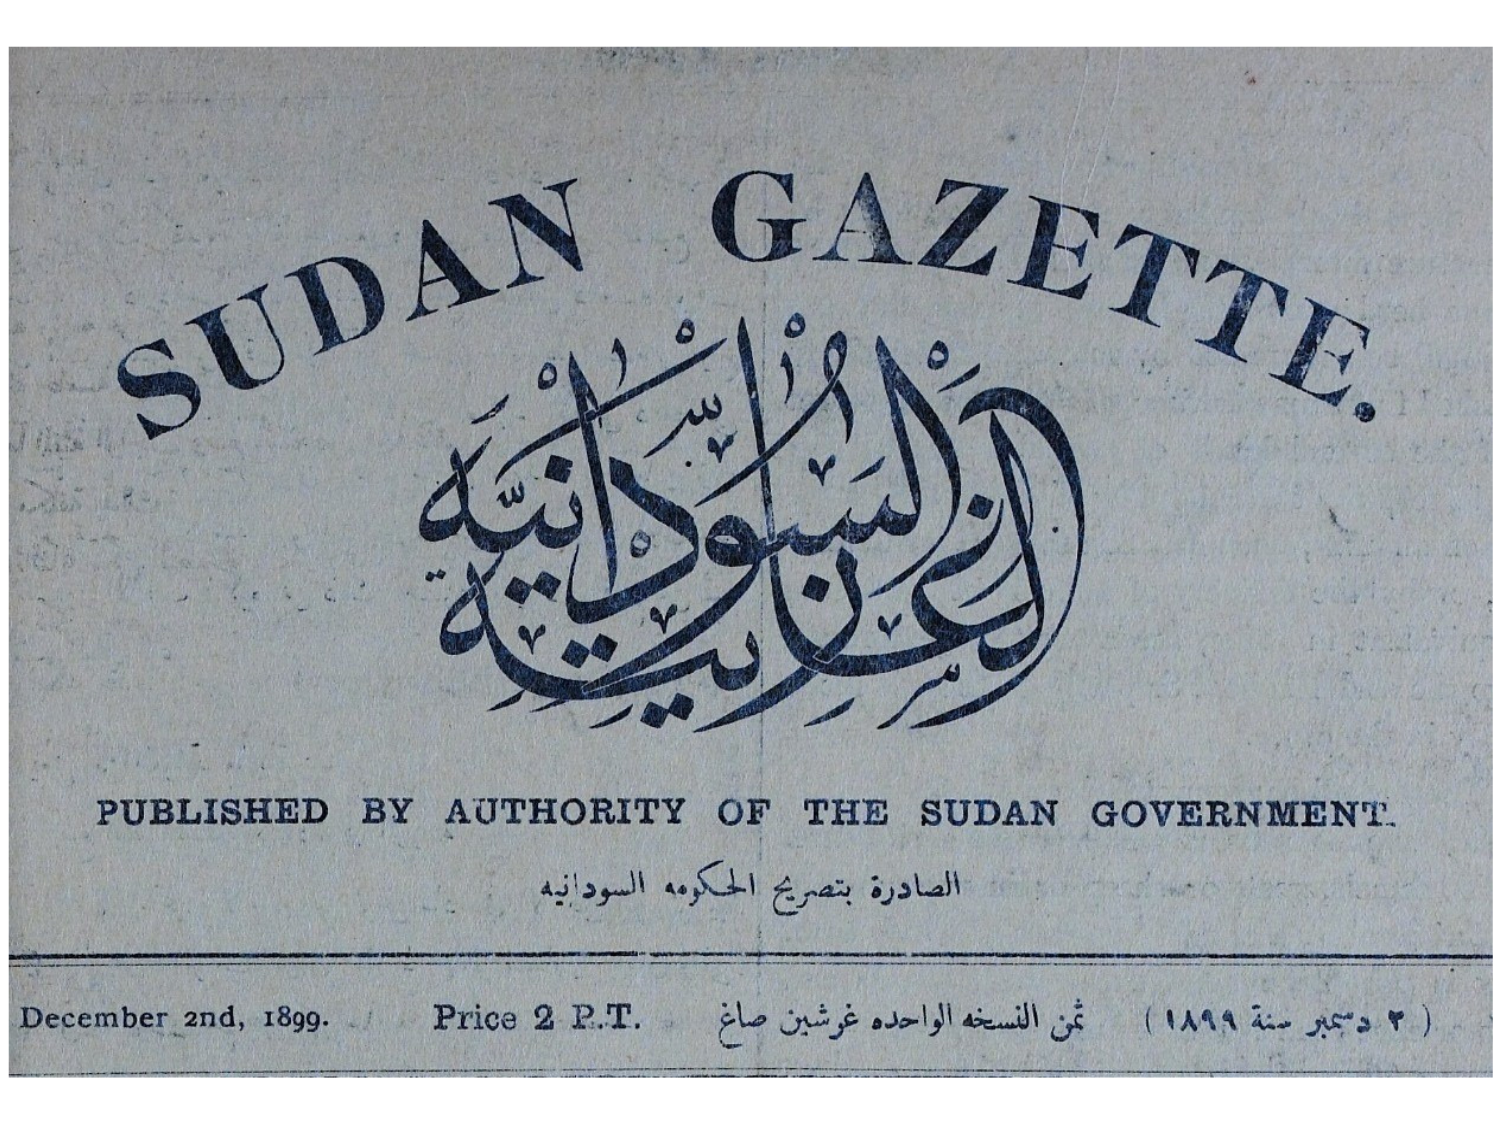 SUDAN GAZETTE.
الغازيتة السودانية
PUBLISHED BY AUTHORITY OF THE SUDAN GOVERNMENT.
الصادرة بتصريح الحكومه السودانيه
December 2nd, 1899. Price 2 P.T. ثمن النسخه الواحده غرشين صاغ ( ٢ دسمبر سنة ١٨٩٩ )